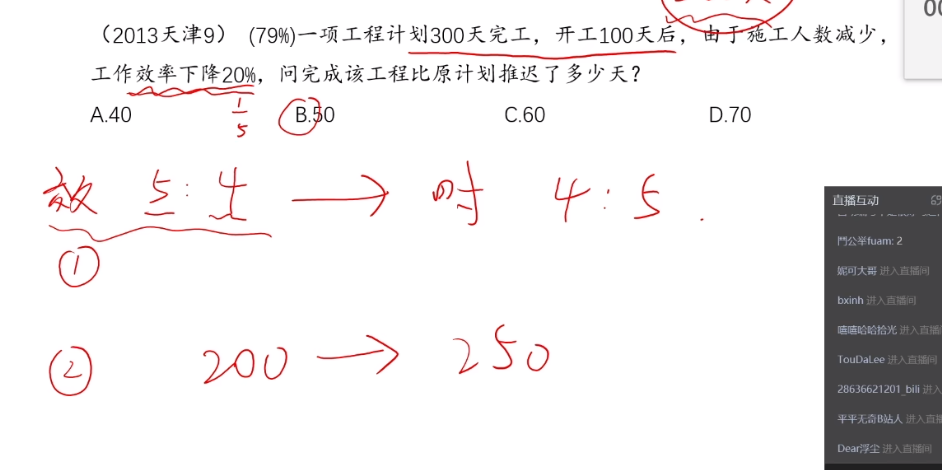 （2013天津9） (79%)一项工程计划300天完工，开工100天后，由于施工人数减少，
工作效率下降20%，问完成该工程比原计划推迟了多少天？
A.40 B.50 C.60 D.70
1
5
效 5:4 → 时 4:5.
①
② 200 → 250
直播互动
門公举fuam: 2
妮可大哥 进入直播间
bxinh 进入直播间
嘻嘻哈哈拾光 进入直播
TouDaLee 进入直播间
28636621201_bili 进入
平平无奇B站人 进入直播
Dear浮尘 进入直播间